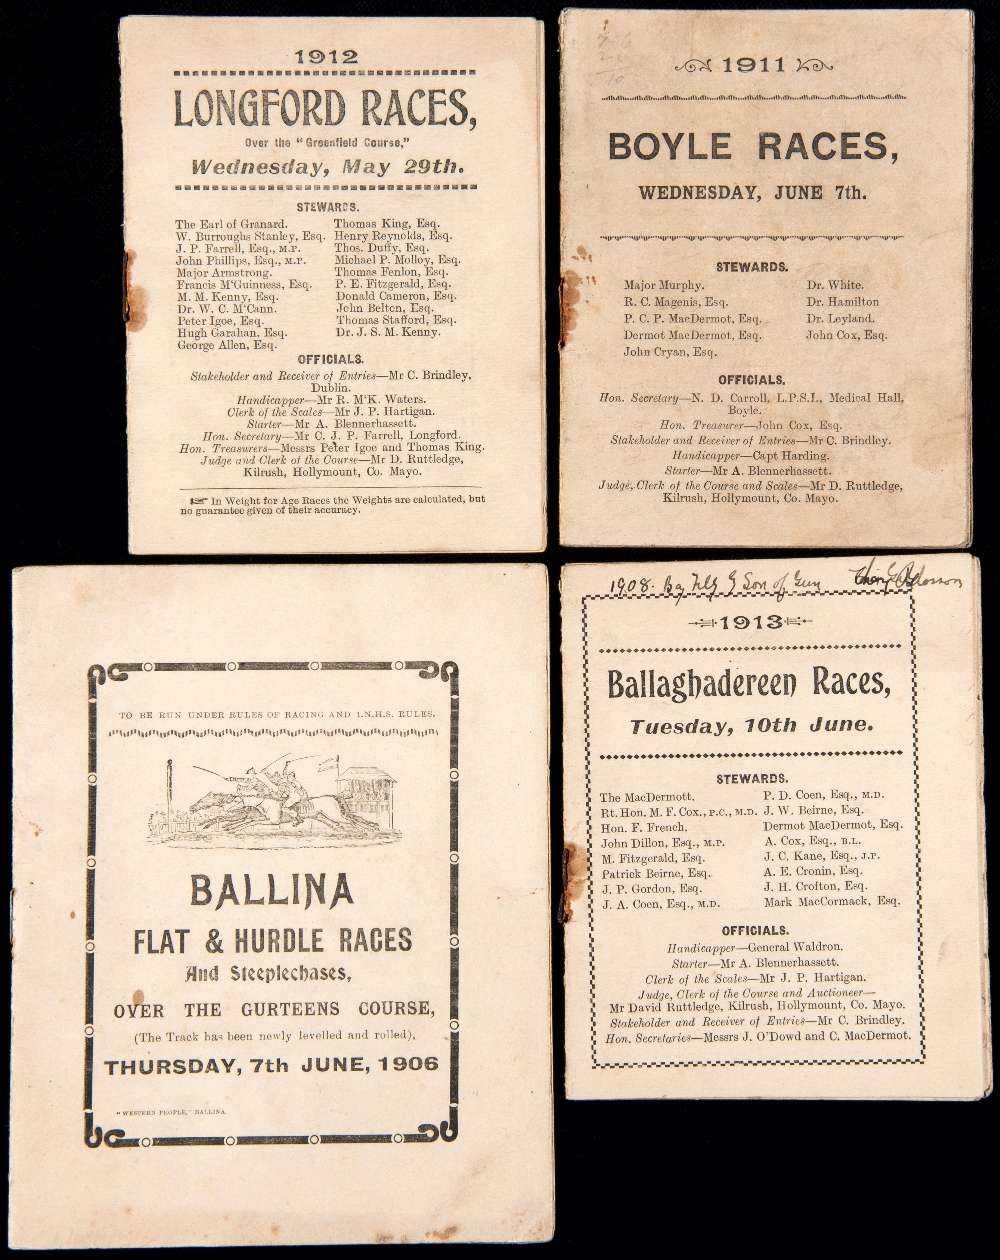 1912
LONGFORD RACES,
Over the "Greenfield Course,"
Wednesday, May 29th.
STEWARDS.
The Earl of Granard.
W. Burroughs Stanley, Esq.
J. P. Farrell, Esq., M.P.
John Phillips, Esq., M.P.
Major Armstrong.
Francis M'Guinness, Esq.
M. M. Kenny, Esq.
Dr. W. C. M'Cann.
Peter Igoe, Esq.
Hugh Garahan, Esq.
George Allen, Esq.
Thomas King, Esq.
Henry Reynolds, Esq.
Thos. Duffy, Esq.
Michael P. Molloy, Esq.
Thomas Fenlon, Esq.
P. E. Fitzgerald, Esq.
Donald Cameron, Esq.
John Belton, Esq.
Thomas Stafford, Esq.
Dr. J. S. M. Kenny.
OFFICIALS.
Stakeholder and Receiver of Entries—Mr C. Brindley,
Dublin.
Handicapper—Mr R. M'K. Waters.
Clerk of the Scales—Mr J. P. Hartigan.
Starter—Mr A. Blennerhassett.
Hon. Secretary—Mr C. J. P. Farrell, Longford.
Hon. Treasurers—Messrs Peter Igoe and Thomas King.
Judge and Clerk of the Course—Mr D. Ruttledge,
Kilrush, Hollymount, Co. Mayo.
☞ In Weight for Age Races the Weights are calculated, but
no guarantee given of their accuracy.
1911
BOYLE RACES,
WEDNESDAY, JUNE 7th.
STEWARDS.
Major Murphy.
R. C. Magenis, Esq.
P. C. P. MacDermot, Esq.
Dermot MacDermot, Esq.
John Cryan, Esq.
Dr. White.
Dr. Hamilton
Dr. Leyland.
John Cox, Esq.
OFFICIALS.
Hon. Secretary—N. D. Carroll, L.P.S.I., Medical Hall,
Boyle.
Hon. Treasurer—John Cox, Esq.
Stakeholder and Receiver of Entries—Mr C. Brindley.
Handicapper—Capt Harding.
Starter—Mr A. Blennerhassett.
Judge, Clerk of the Course and Scales—Mr D. Ruttledge,
Kilrush, Hollymount, Co. Mayo.
TO BE RUN UNDER RULES OF RACING AND I.N.H.S. RULES.
BALLINA
FLAT & HURDLE RACES
And Steeplechases,
OVER THE GURTEENS COURSE,
(The Track has been newly levelled and rolled),
THURSDAY, 7th JUNE, 1906
"WESTERN PEOPLE," BALLINA.
1908. Bay Filly G Son of Gun
1913
Ballaghadereen Races,
Tuesday, 10th June.
STEWARDS.
The MacDermott.
Rt. Hon. M. F. Cox., P.C., M.D.
Hon. F. French.
John Dillon, Esq., M.P.
M. Fitzgerald, Esq.
Patrick Beirne, Esq.
J. P. Gordon, Esq.
J. A. Coen, Esq., M.D.
P. D. Coen, Esq., M.D.
J. W. Beirne, Esq.
Dermot MacDermot, Esq.
A. Cox, Esq., B.L.
J. C. Kane, Esq., J.P.
A. E. Cronin, Esq.
J. H. Crofton, Esq.
Mark MacCormack, Esq.
OFFICIALS.
Handicapper—General Waldron.
Starter—Mr A. Blennerhassett.
Clerk of the Scales—Mr J. P. Hartigan.
Judge, Clerk of the Course and Auctioneer—
Mr David Ruttledge, Kilrush, Hollymount, Co. Mayo.
Stakeholder and Receiver of Entries—Mr C. Brindley.
Hon. Secretaries—Messrs J. O'Dowd and C. MacDermot.